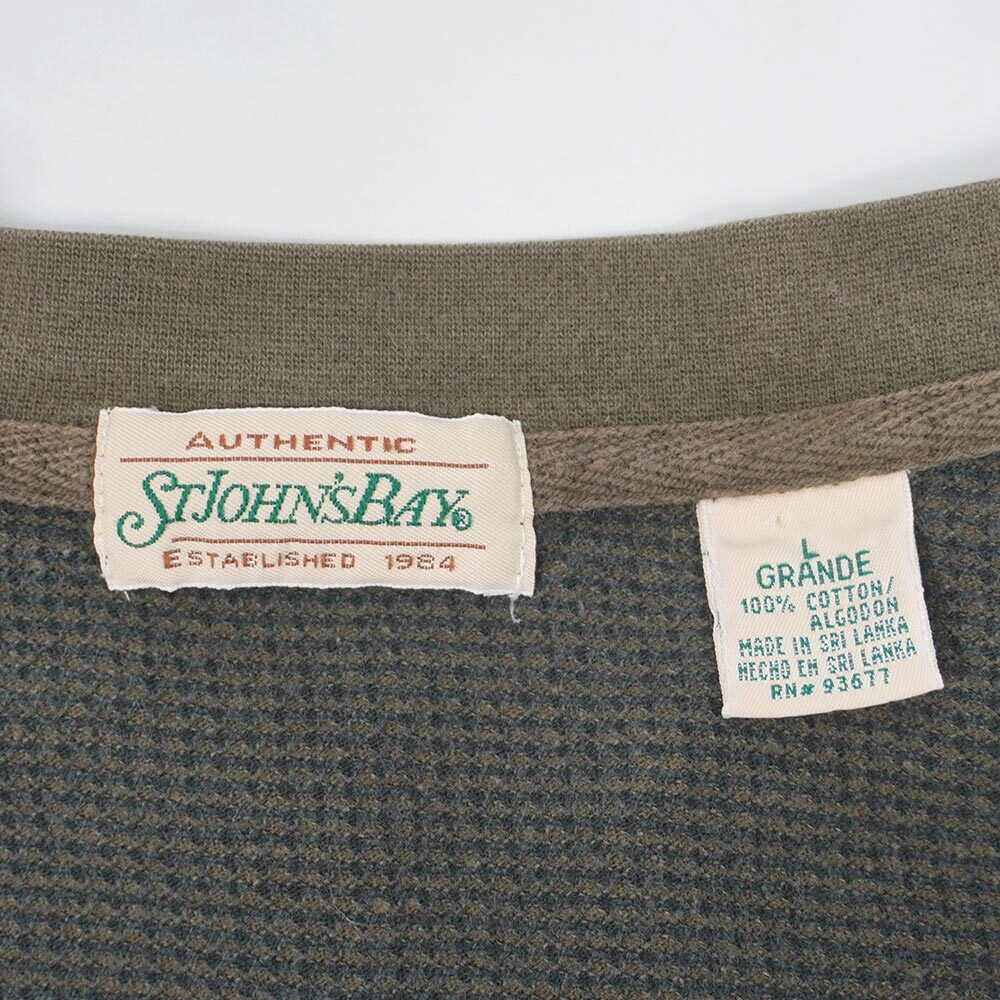 AUTHENTIC
ST JOHN'S BAY®
ESTABLISHED 1984
L
GRANDE
100% COTTON/
ALGODON
MADE IN SRI LANKA
HECHO EN SRI LANKA
RN# 93677